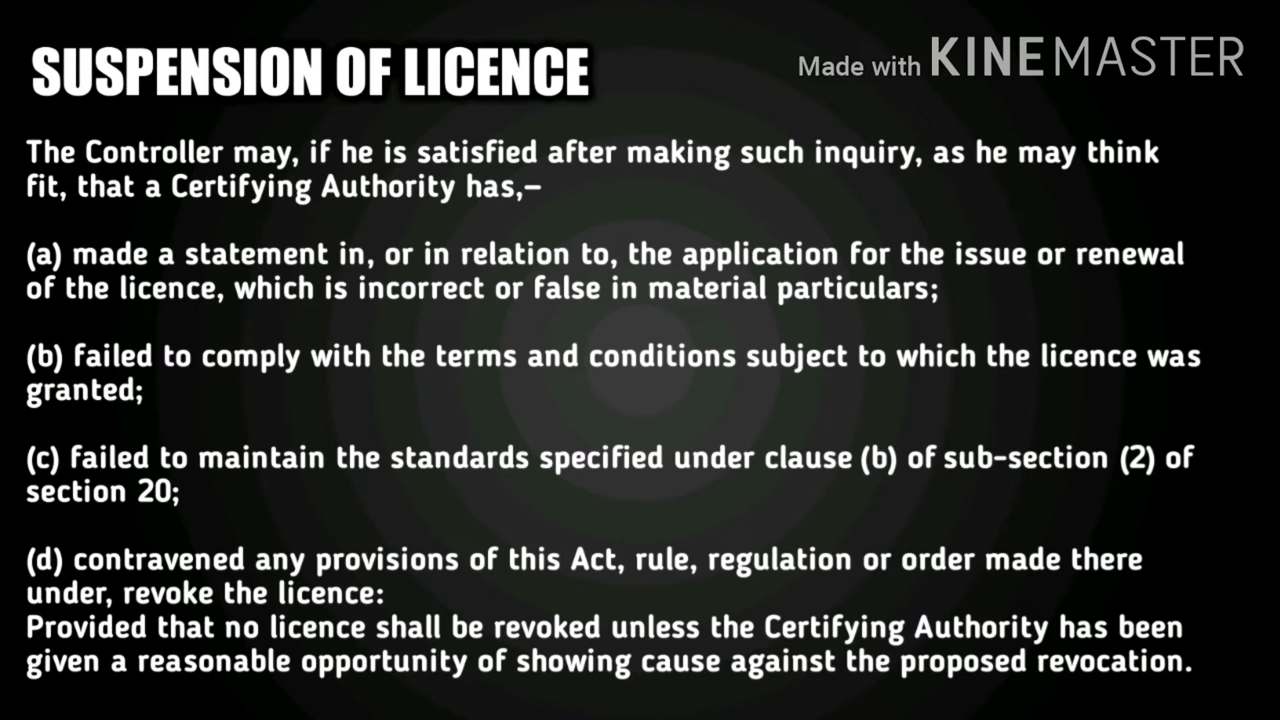 SUSPENSION OF LICENCE
Made with KINEMASTER
The Controller may, if he is satisfied after making such inquiry, as he may think
fit, that a Certifying Authority has,–
(a) made a statement in, or in relation to, the application for the issue or renewal
of the licence, which is incorrect or false in material particulars;
(b) failed to comply with the terms and conditions subject to which the licence was
granted;
(c) failed to maintain the standards specified under clause (b) of sub-section (2) of
section 20;
(d) contravened any provisions of this Act, rule, regulation or order made there
under, revoke the licence:
Provided that no licence shall be revoked unless the Certifying Authority has been
given a reasonable opportunity of showing cause against the proposed revocation.